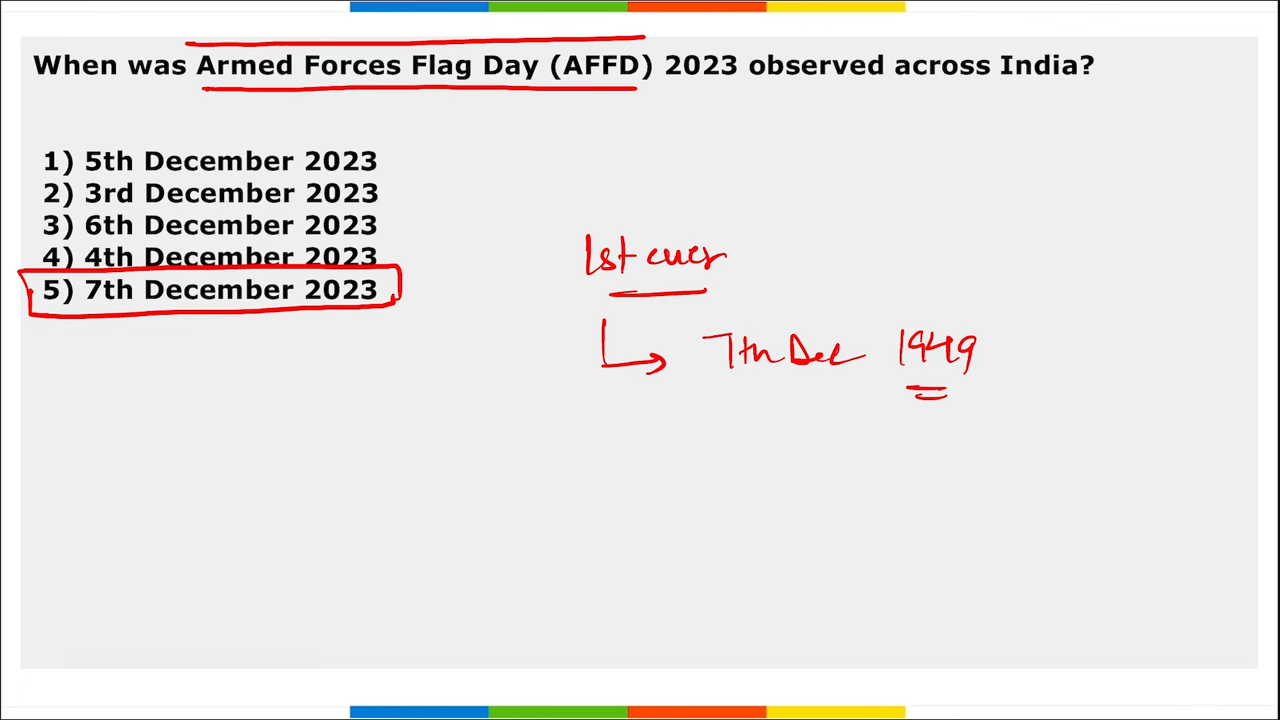 When was Armed Forces Flag Day (AFFD) 2023 observed across India?
1) 5th December 2023
2) 3rd December 2023
3) 6th December 2023
4) 4th December 2023
5) 7th December 2023
1st ever
7th Dec 1949